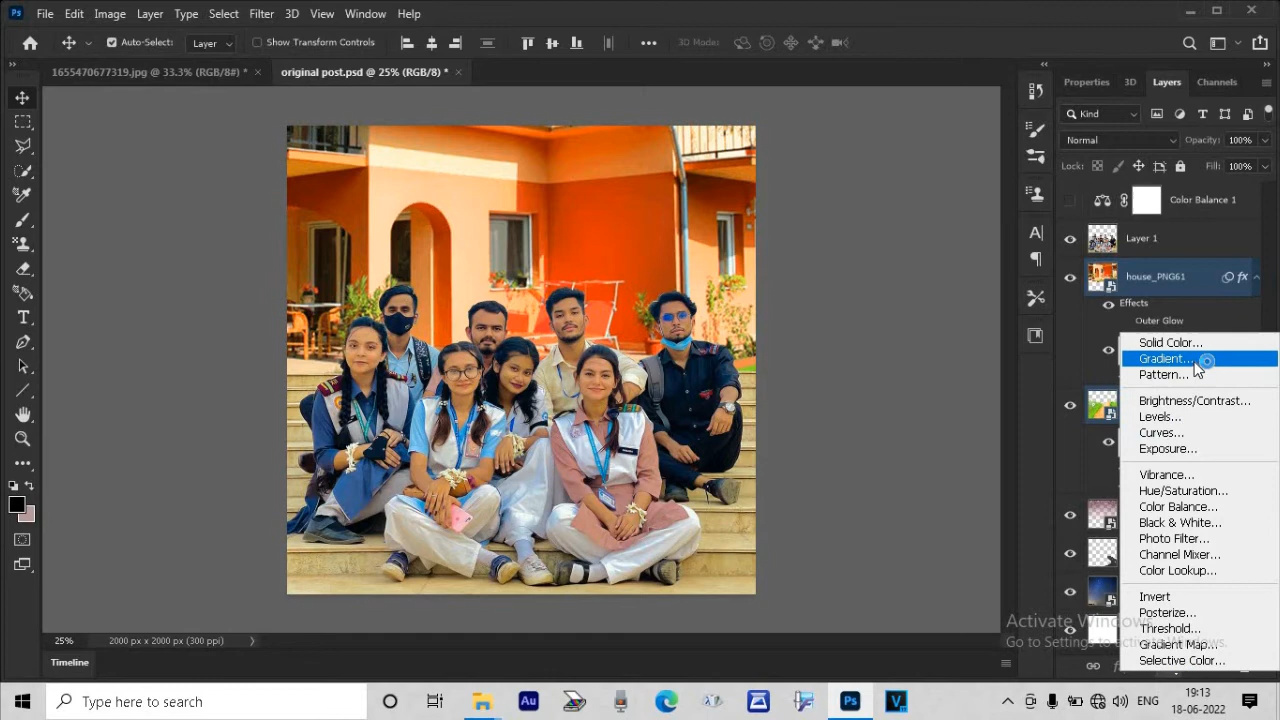 Ps File Edit Image Layer Type Select Filter 3D View Window Help
Auto-Select: Layer Show Transform Controls 3D Mode:
1655470677319.jpg @ 33.3% (RGB/8#) * ×
original post.psd @ 25% (RGB/8) * ×
Properties 3D Layers Channels
Kind
Normal Opacity: 100%
Lock: Fill: 100%
Color Balance 1
Layer 1
house_PNG61 fx
Effects
Outer Glow
Solid Color...
Gradient...
Pattern...
Brightness/Contrast...
Levels...
Curves...
Exposure...
Vibrance...
Hue/Saturation...
Color Balance...
Black & White...
Photo Filter...
Channel Mixer...
Color Lookup...
Invert
Posterize...
Threshold...
Gradient Map...
Selective Color...
Activate Windows
Go to Settings to activate Windows.
25% 2000 px x 2000 px (300 ppi)
Timeline
Type here to search
Au
Ps
V
ENG
19:13
18-06-2022